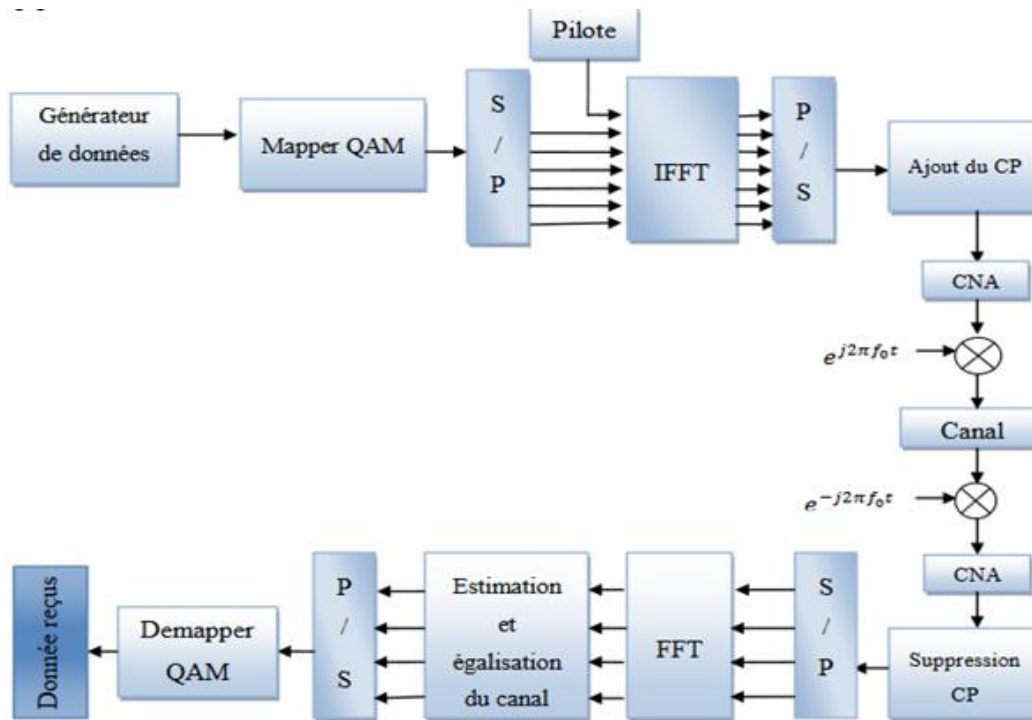 Pilote
Générateur
de données
Mapper QAM
S
/
P
IFFT
P
/
S
Ajout du CP
CNA
e^{j2πf₀t}
Canal
e^{-j2πf₀t}
CNA
Suppression
CP
S
/
P
FFT
Estimation
et
égalisation
du canal
P
/
S
Demapper
QAM
Donnée reçus